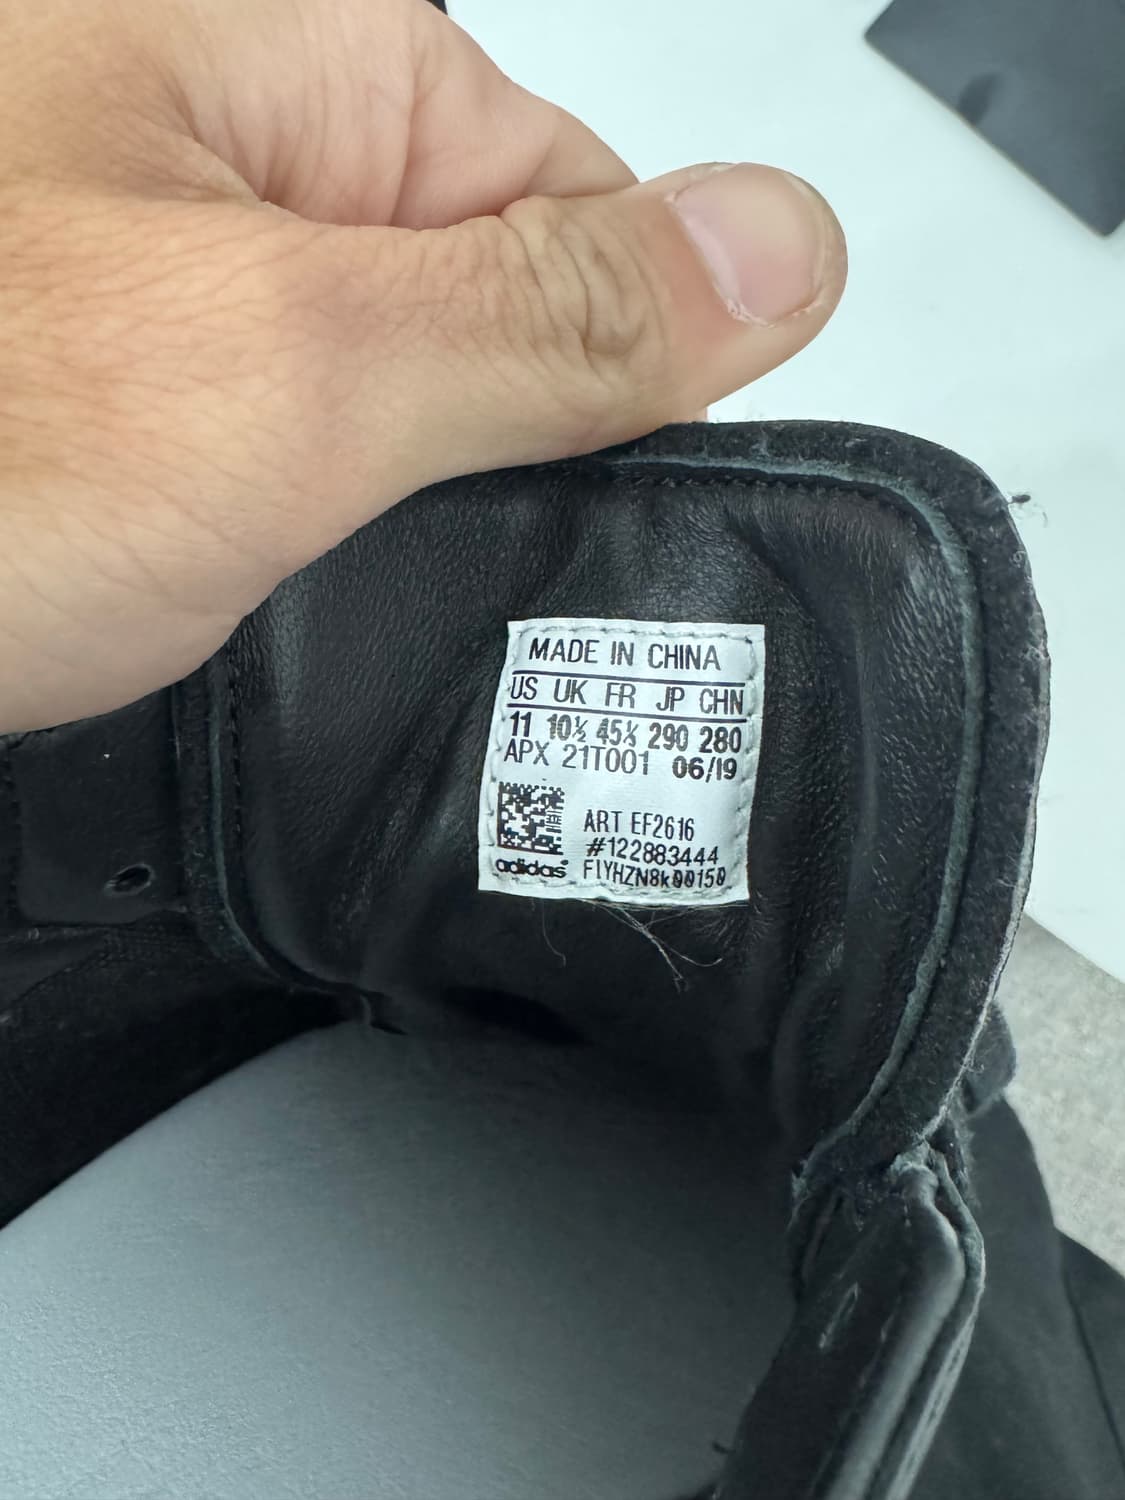 MADE IN CHINA
US UK FR JP CHN
11 10½ 45⅓ 290 280
APX 21T001 06/19
ART EF2616
#122883444
adidas FIYHZN8k00150